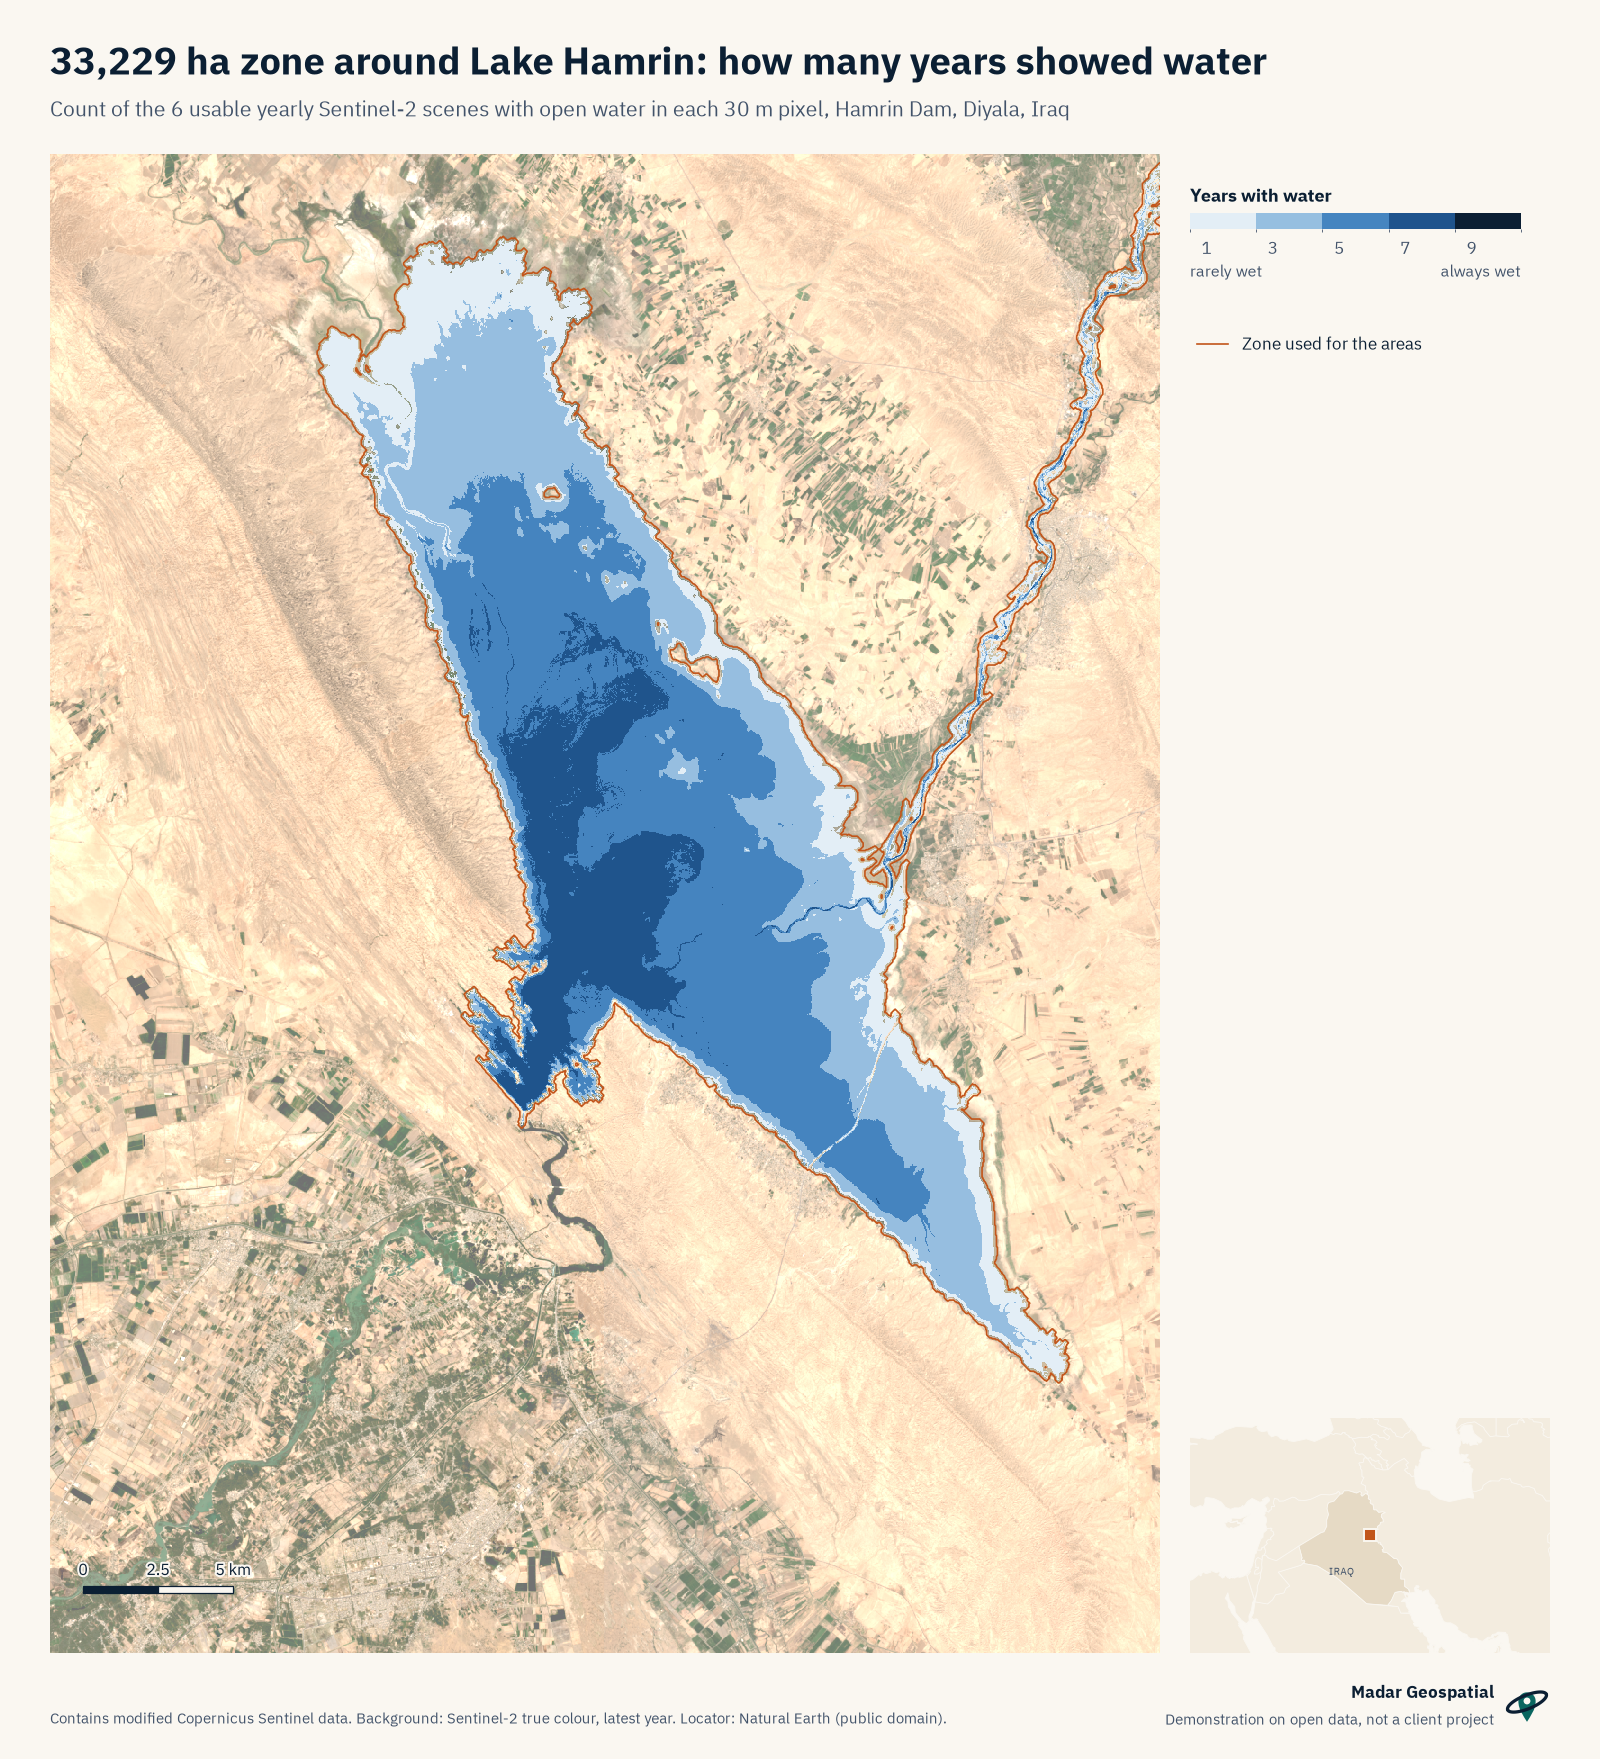 33,229 ha zone around Lake Hamrin: how many years showed water
Count of the 6 usable yearly Sentinel-2 scenes with open water in each 30 m pixel, Hamrin Dam, Diyala, Iraq
Years with water
1 3 5 7 9
rarely wet always wet
Zone used for the areas
IRAQ
0 2.5 5 km
Madar Geospatial
Contains modified Copernicus Sentinel data. Background: Sentinel-2 true colour, latest year. Locator: Natural Earth (public domain).
Demonstration on open data, not a client project